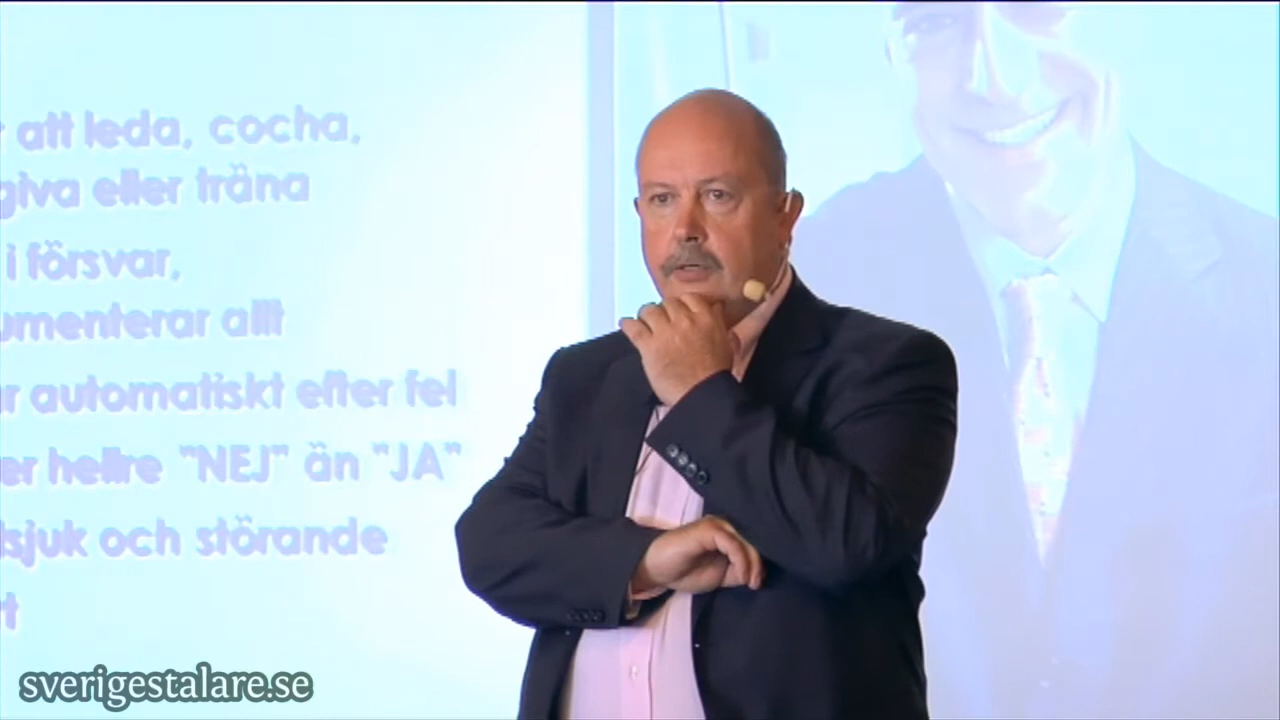 att leda, cocha,
giva eller träna
i försvar,
umenterar allt
r automatiskt efter fel
er hellre "NEJ" än "JA"
sjuk och störande
t
sverigestalare.se